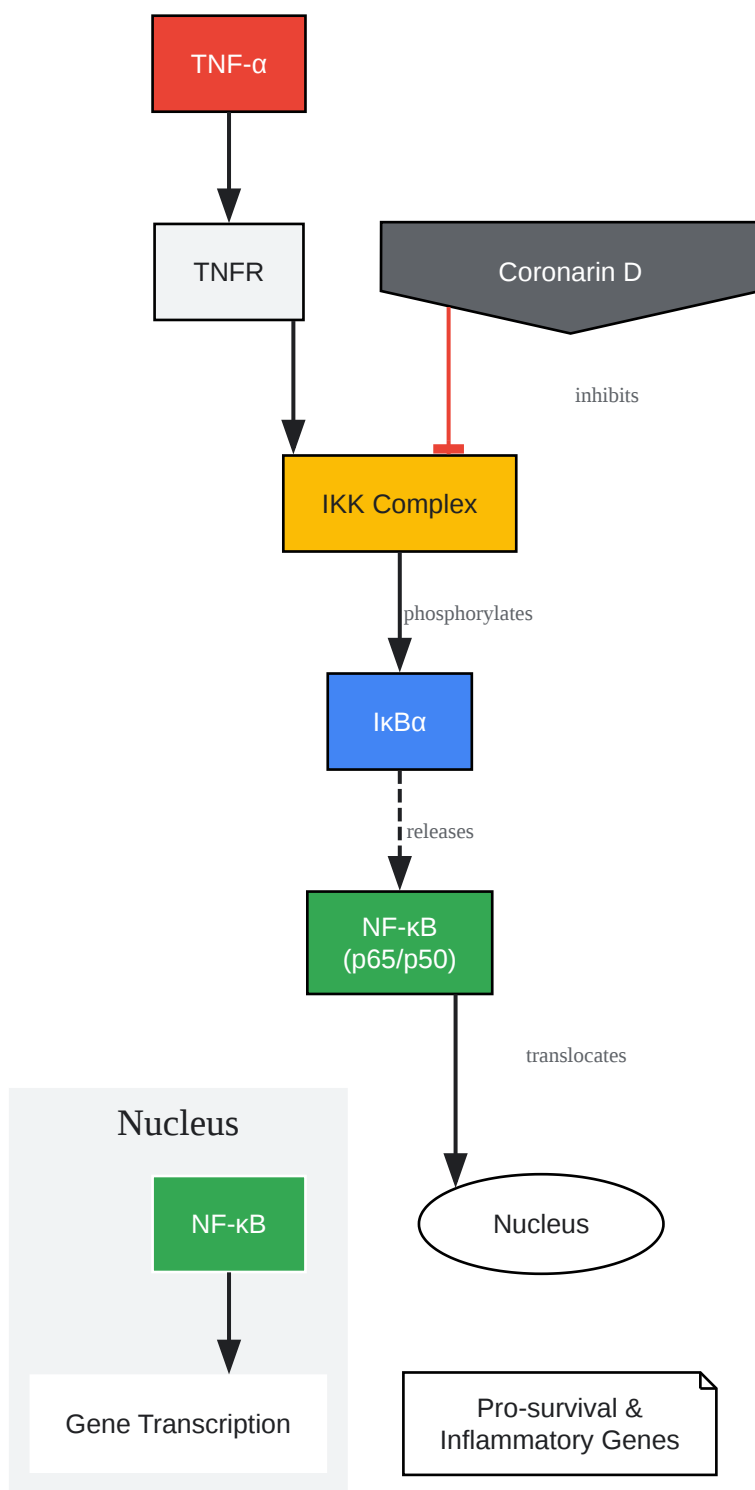 TNF-α
TNFR
Coronarin D
inhibits
IKK Complex
phosphorylates
IκBα
releases
NF-κB
(p65/p50)
translocates
Nucleus
NF-κB
Nucleus
Gene Transcription
Pro-survival &
Inflammatory Genes